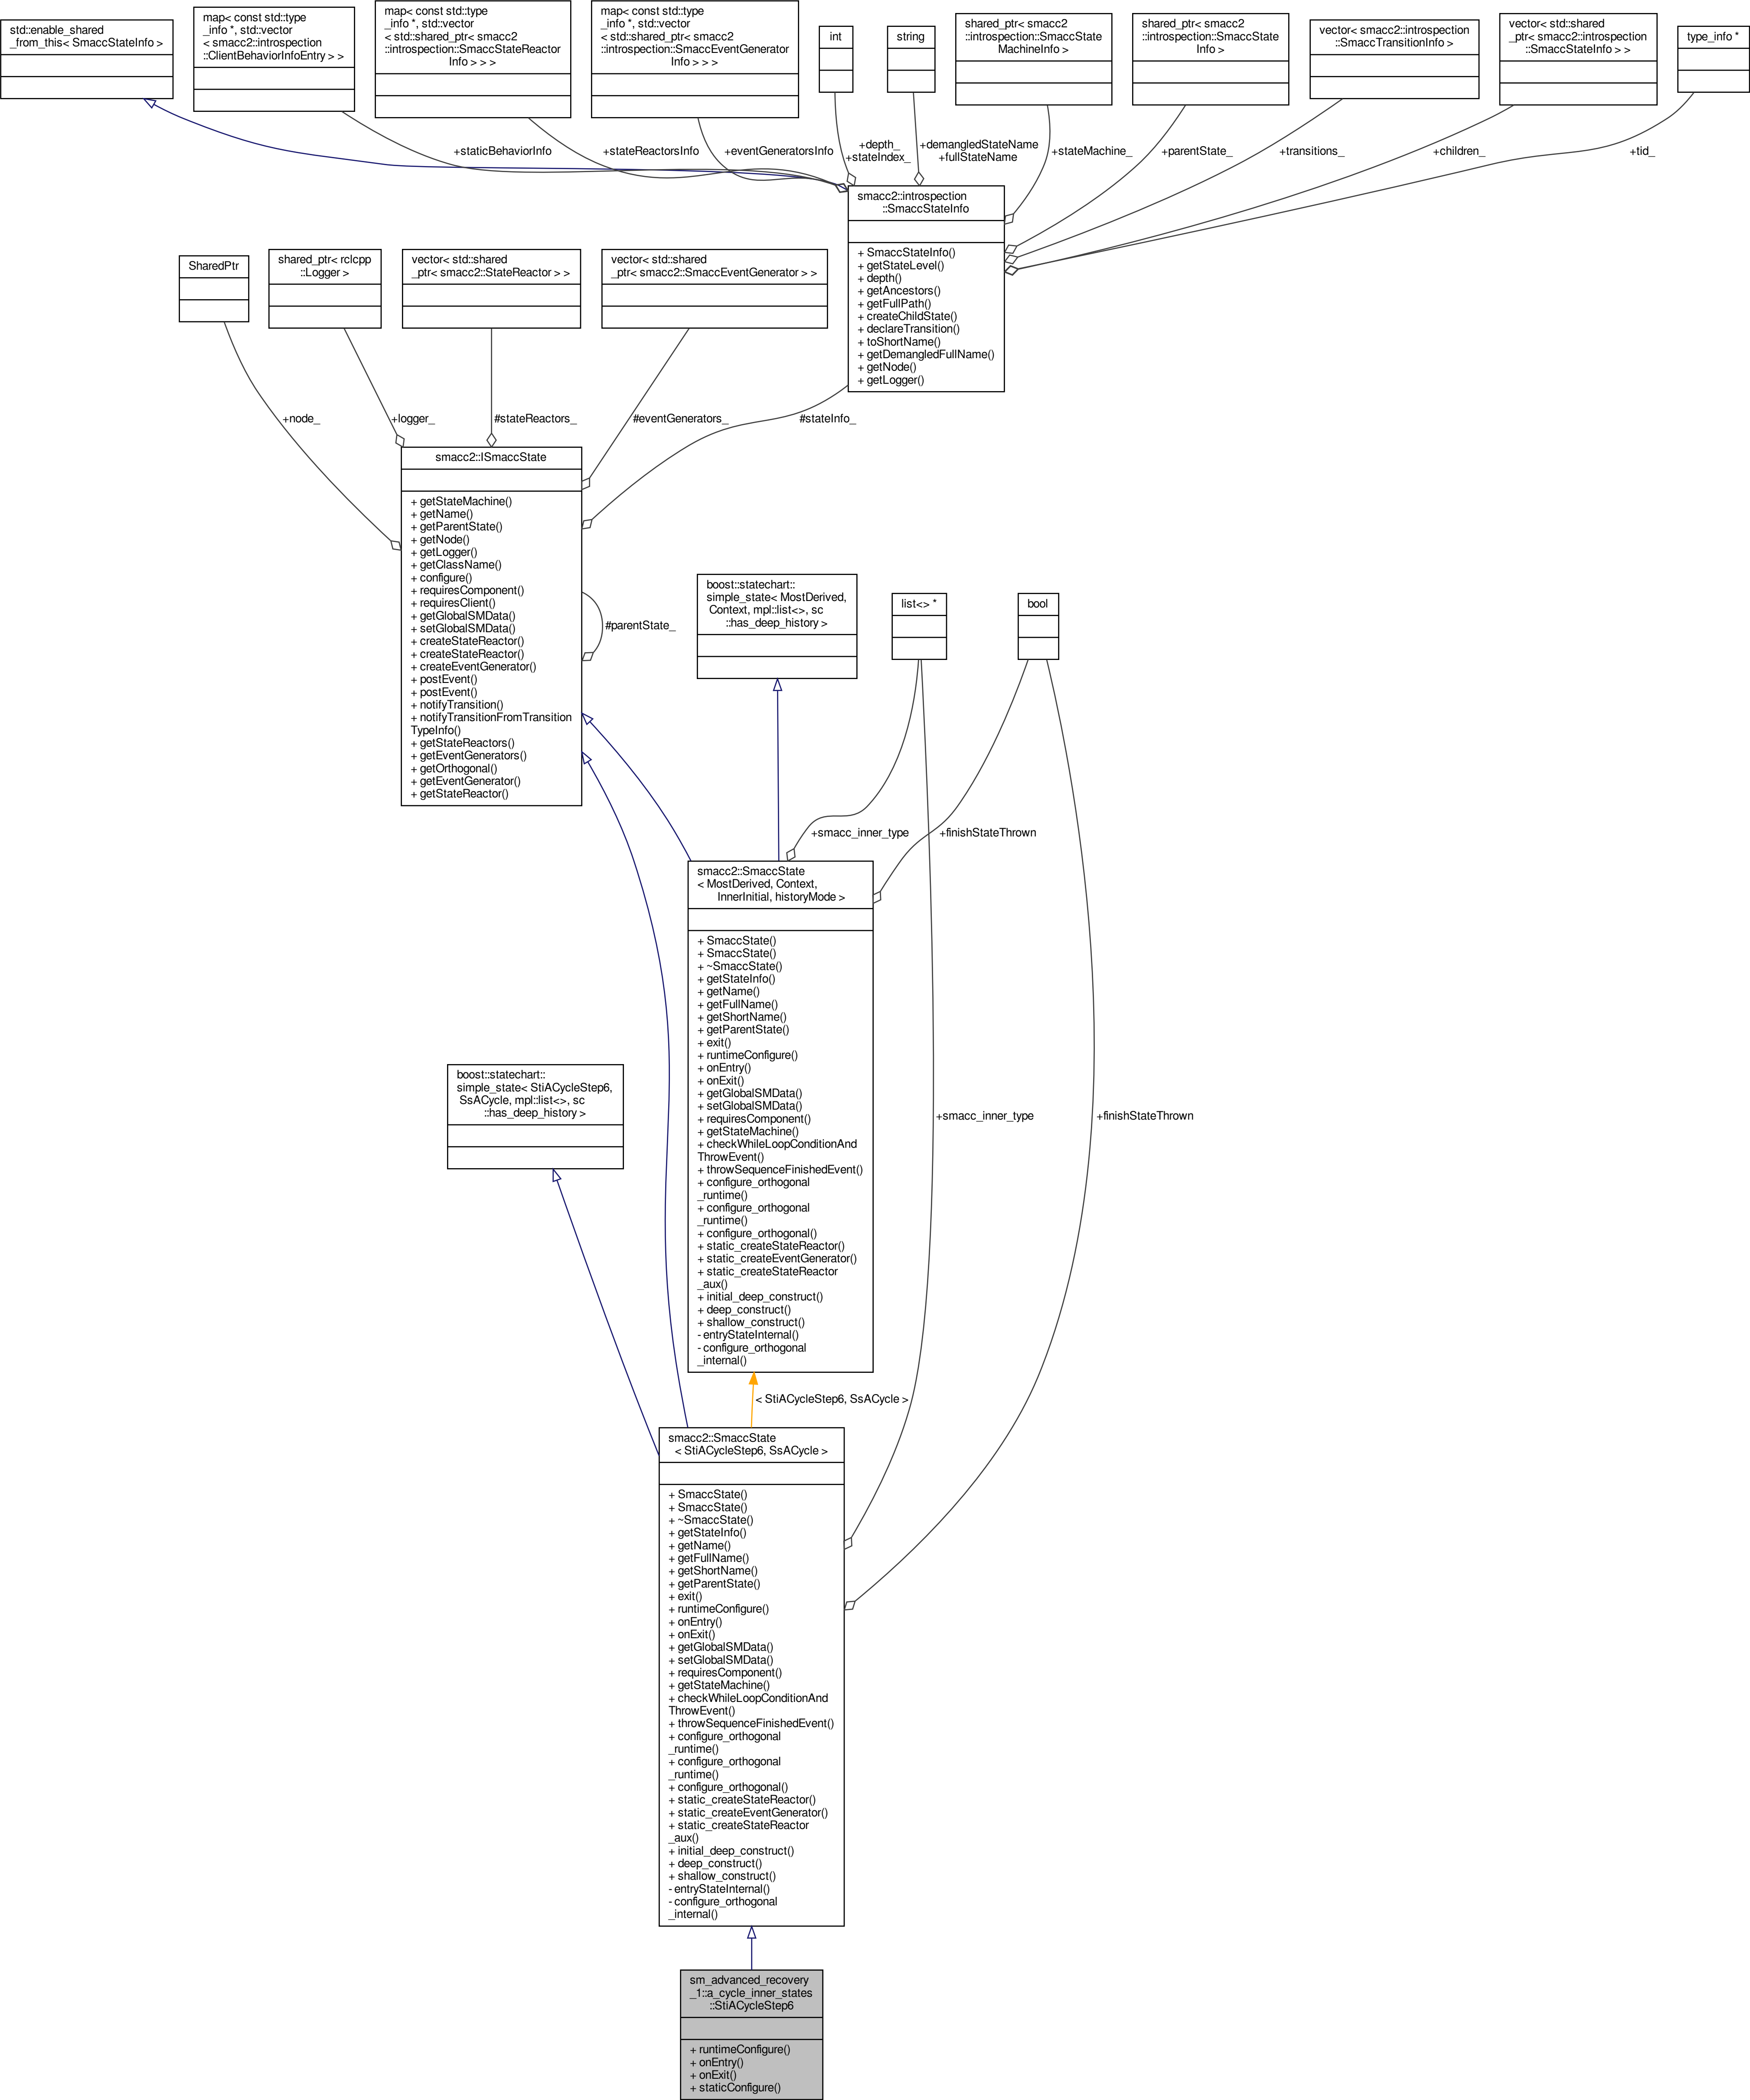 std::enable_shared
_from_this< SmaccStateInfo >
map< const std::type
_info *, std::vector
< smacc2::introspection
::ClientBehaviorInfoEntry > >
map< const std::type
_info *, std::vector
< std::shared_ptr< smacc2
::introspection::SmaccStateReactor
Info > > >
map< const std::type
_info *, std::vector
< std::shared_ptr< smacc2
::introspection::SmaccEventGenerator
Info > > >
int
string
shared_ptr< smacc2
::introspection::SmaccState
MachineInfo >
shared_ptr< smacc2
::introspection::SmaccState
Info >
vector< smacc2::introspection
::SmaccTransitionInfo >
vector< std::shared
_ptr< smacc2::introspection
::SmaccStateInfo > >
type_info *
+staticBehaviorInfo
+stateReactorsInfo
+eventGeneratorsInfo
+depth_
+stateIndex_
+demangledStateName
+fullStateName
+stateMachine_
+parentState_
+transitions_
+children_
+tid_
smacc2::introspection
::SmaccStateInfo
+ SmaccStateInfo()
+ getStateLevel()
+ depth()
+ getAncestors()
+ getFullPath()
+ createChildState()
+ declareTransition()
+ toShortName()
+ getDemangledFullName()
+ getNode()
+ getLogger()
SharedPtr
shared_ptr< rclcpp
::Logger >
vector< std::shared
_ptr< smacc2::StateReactor > >
vector< std::shared
_ptr< smacc2::SmaccEventGenerator > >
+node_
+logger_
#stateReactors_
#eventGenerators_
#stateInfo_
smacc2::ISmaccState
+ getStateMachine()
+ getName()
+ getParentState()
+ getNode()
+ getLogger()
+ getClassName()
+ configure()
+ requiresComponent()
+ requiresClient()
+ getGlobalSMData()
+ setGlobalSMData()
+ createStateReactor()
+ createStateReactor()
+ createEventGenerator()
+ postEvent()
+ postEvent()
+ notifyTransition()
+ notifyTransitionFromTransition
TypeInfo()
+ getStateReactors()
+ getEventGenerators()
+ getOrthogonal()
+ getEventGenerator()
+ getStateReactor()
#parentState_
boost::statechart::
simple_state< MostDerived,
Context, mpl::list<>, sc
::has_deep_history >
list<> *
bool
+smacc_inner_type
+finishStateThrown
smacc2::SmaccState
< MostDerived, Context,
InnerInitial, historyMode >
+ SmaccState()
+ SmaccState()
+ ~SmaccState()
+ getStateInfo()
+ getName()
+ getFullName()
+ getShortName()
+ getParentState()
+ exit()
+ runtimeConfigure()
+ onEntry()
+ onExit()
+ getGlobalSMData()
+ setGlobalSMData()
+ requiresComponent()
+ getStateMachine()
+ checkWhileLoopConditionAnd
ThrowEvent()
+ throwSequenceFinishedEvent()
+ configure_orthogonal
_runtime()
+ configure_orthogonal
_runtime()
+ configure_orthogonal()
+ static_createStateReactor()
+ static_createEventGenerator()
+ static_createStateReactor
_aux()
+ initial_deep_construct()
+ deep_construct()
+ shallow_construct()
- entryStateInternal()
- configure_orthogonal
_internal()
boost::statechart::
simple_state< StiACycleStep6,
SsACycle, mpl::list<>, sc
::has_deep_history >
+smacc_inner_type
+finishStateThrown
< StiACycleStep6, SsACycle >
smacc2::SmaccState
< StiACycleStep6, SsACycle >
+ SmaccState()
+ SmaccState()
+ ~SmaccState()
+ getStateInfo()
+ getName()
+ getFullName()
+ getShortName()
+ getParentState()
+ exit()
+ runtimeConfigure()
+ onEntry()
+ onExit()
+ getGlobalSMData()
+ setGlobalSMData()
+ requiresComponent()
+ getStateMachine()
+ checkWhileLoopConditionAnd
ThrowEvent()
+ throwSequenceFinishedEvent()
+ configure_orthogonal
_runtime()
+ configure_orthogonal
_runtime()
+ configure_orthogonal()
+ static_createStateReactor()
+ static_createEventGenerator()
+ static_createStateReactor
_aux()
+ initial_deep_construct()
+ deep_construct()
+ shallow_construct()
- entryStateInternal()
- configure_orthogonal
_internal()
sm_advanced_recovery
_1::a_cycle_inner_states
::StiACycleStep6
+ runtimeConfigure()
+ onEntry()
+ onExit()
+ staticConfigure()